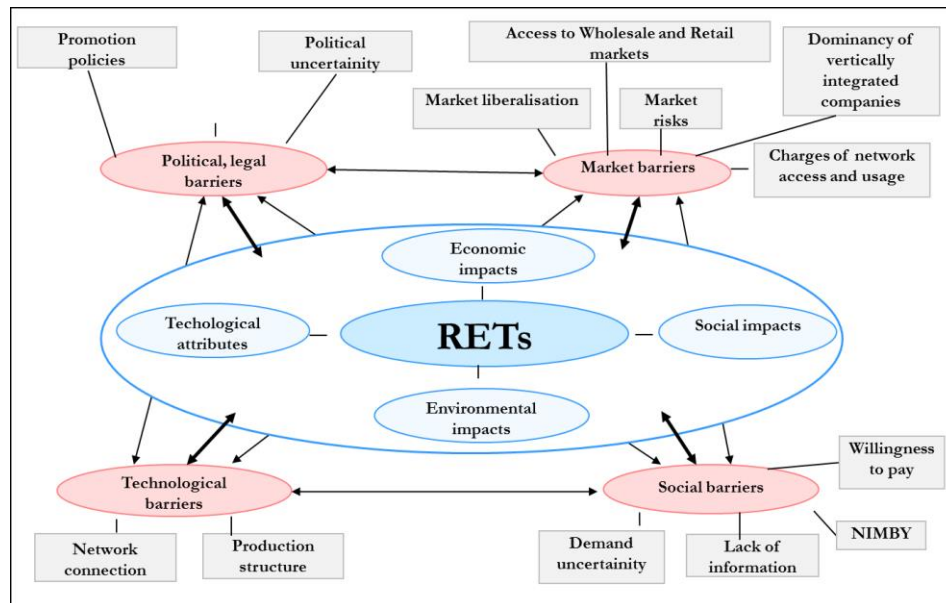 Promotion
policies
Political
uncertainity
Access to Wholesale and Retail
markets
Dominancy of
vertically
integrated
companies
Market liberalisation
Market
risks
Political, legal
barriers
Market barriers
Charges of network
access and usage
Economic
impacts
Techological
attributes
RETs
Social impacts
Environmental
impacts
Willingness
to pay
Technological
barriers
Social barriers
Network
connection
Production
structure
Demand
uncertainity
Lack of
information
NIMBY